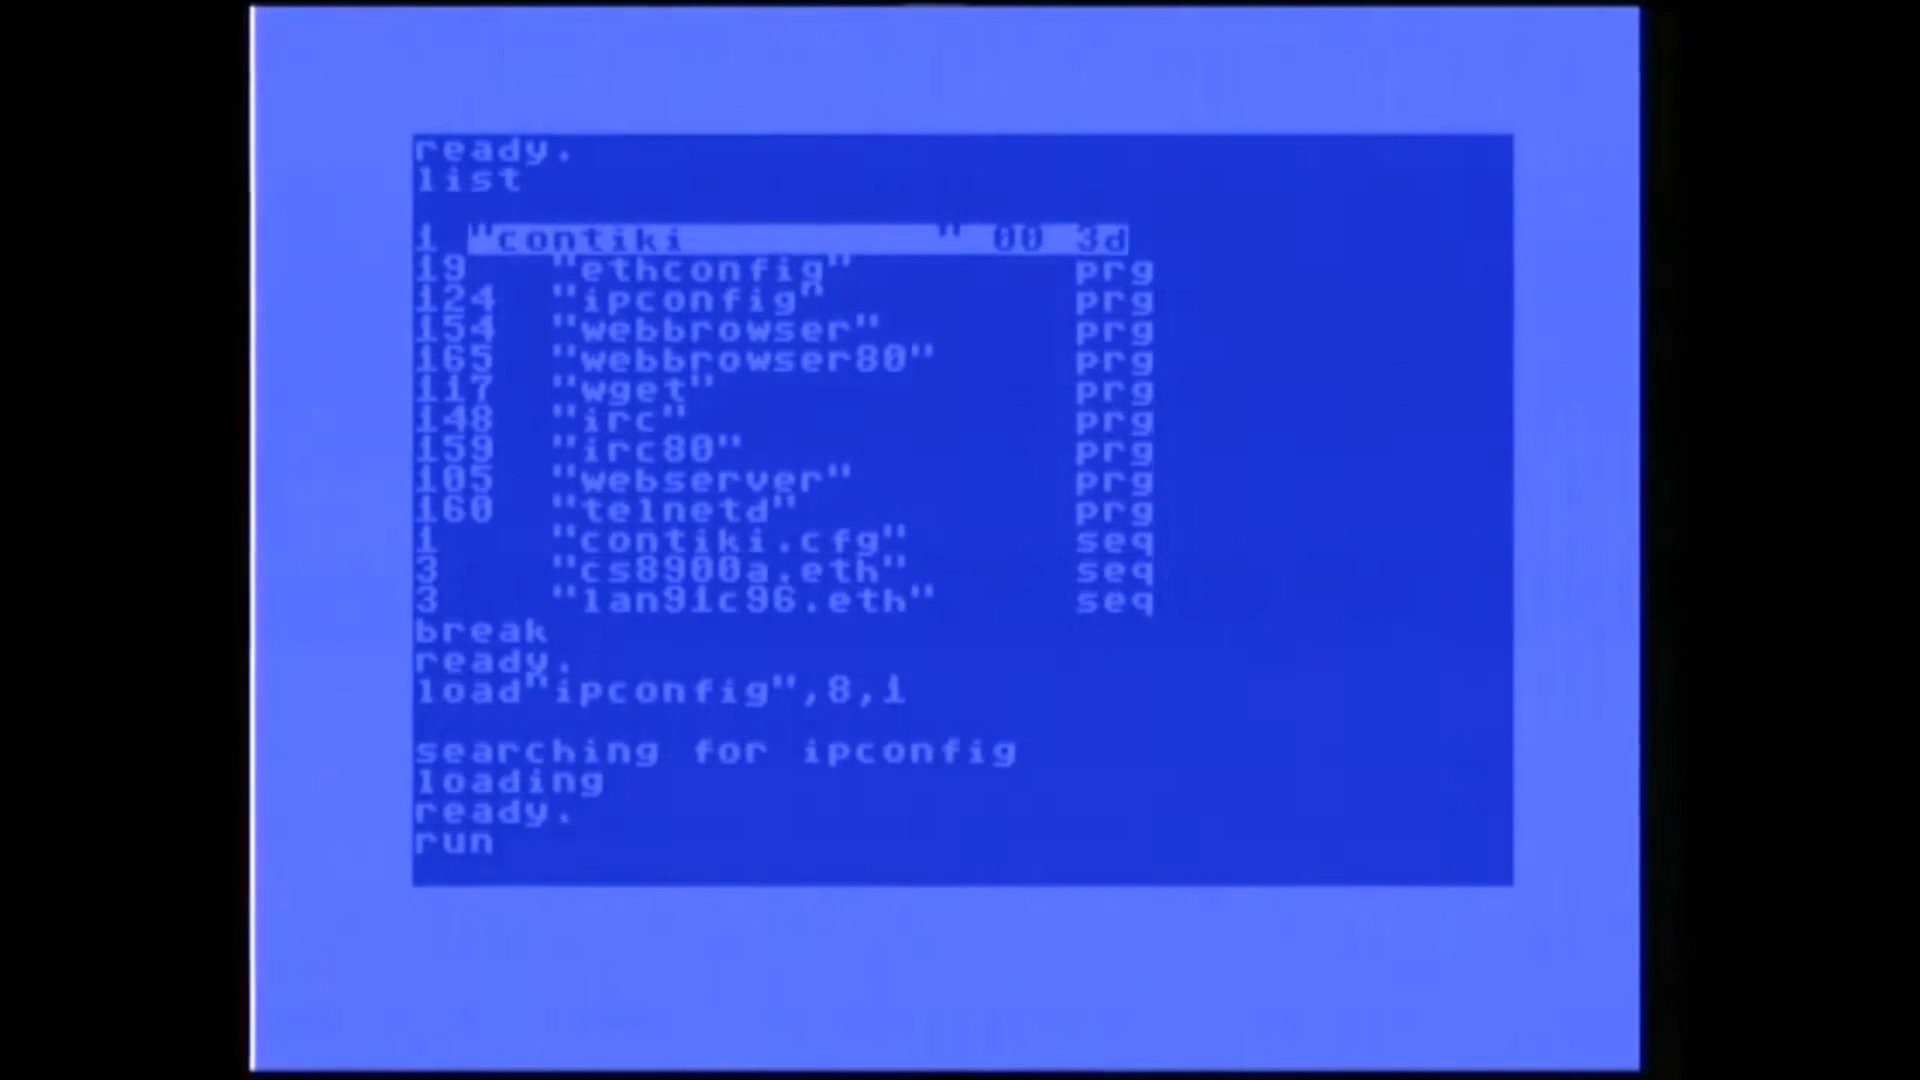 ready.
list
1 "contiki         " 00 3d
19   "ethconfig"        prg
124  "ipconfig"         prg
154  "webbrowser"       prg
165  "webbrowser80"     prg
117  "wget"             prg
148  "irc"              prg
159  "irc80"            prg
105  "webserver"        prg
160  "telnetd"          prg
1    "contiki.cfg"      seq
3    "cs8900a.eth"      seq
3    "lan91c96.eth"     seq
break
ready.
load"ipconfig",8,1
searching for ipconfig
loading
ready.
run